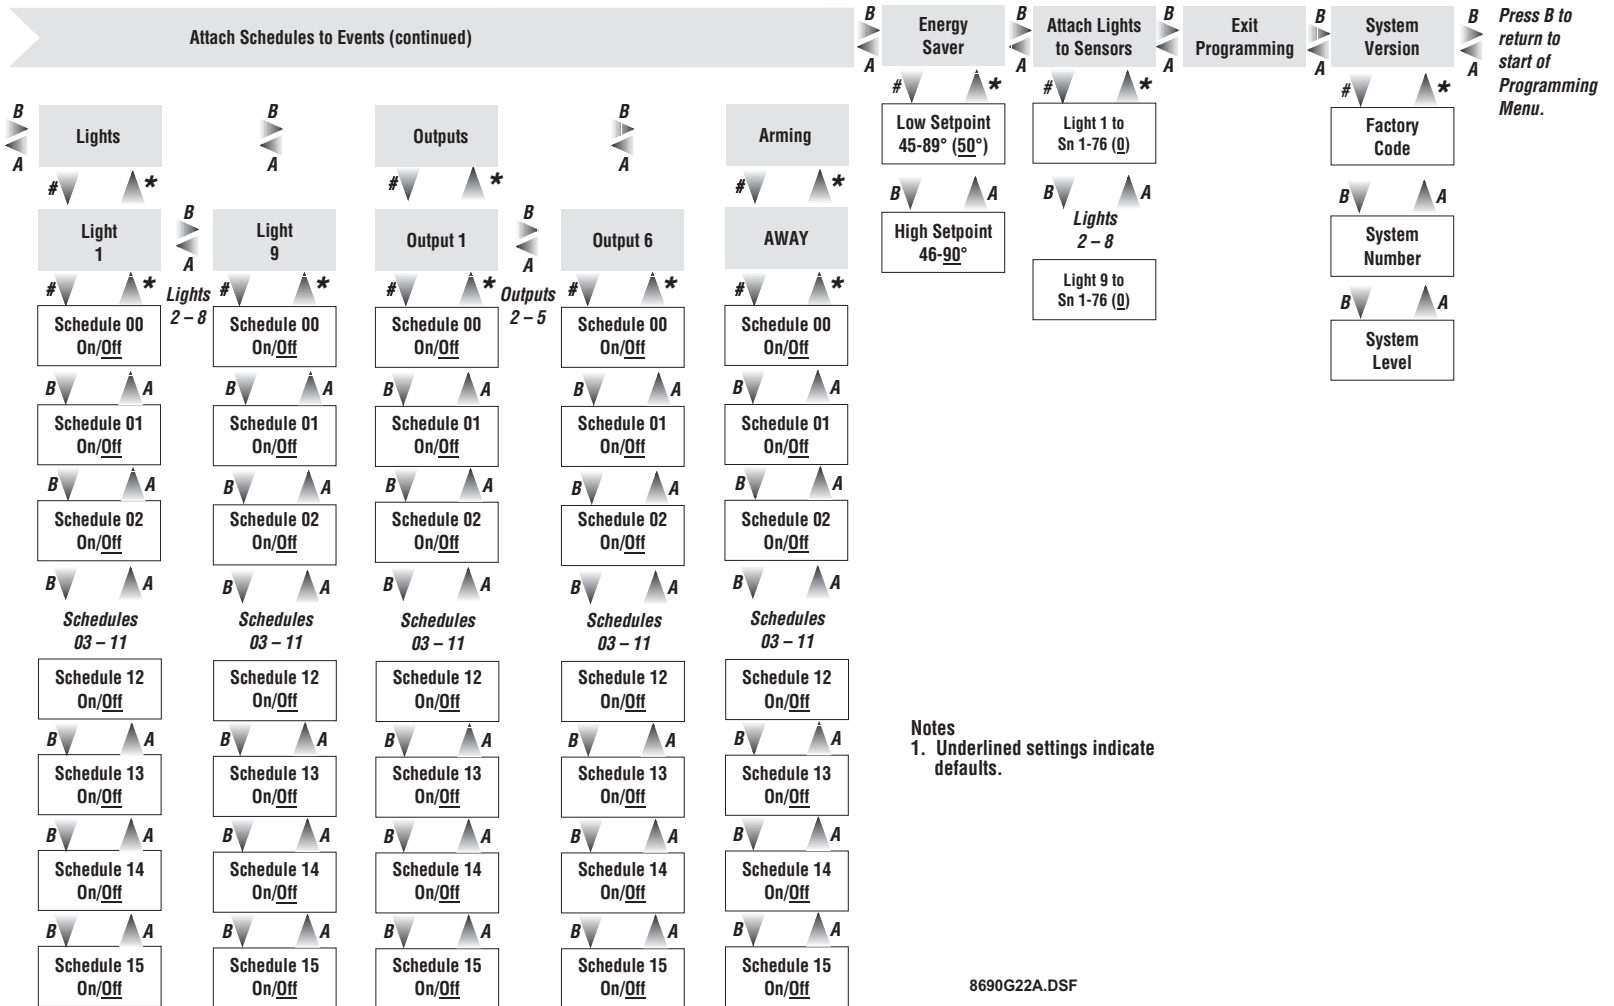 Attach Schedules to Events (continued)
B
A
Energy
Saver
B
A
Attach Lights
to Sensors
B
A
Exit
Programming
B
A
System
Version
B
A
Press B to
return to
start of
Programming
Menu.
B
A
Lights
B
A
Outputs
B
A
Arming
# *
# *
# *
Light
1
B
A
Lights
2 – 8
Light
9
Output 1
B
A
Outputs
2 – 5
Output 6
AWAY
# *
# *
# *
# *
# *
Schedule 00
On/Off
Schedule 00
On/Off
Schedule 00
On/Off
Schedule 00
On/Off
Schedule 00
On/Off
B A
B A
B A
B A
B A
Schedule 01
On/Off
Schedule 01
On/Off
Schedule 01
On/Off
Schedule 01
On/Off
Schedule 01
On/Off
B A
B A
B A
B A
B A
Schedule 02
On/Off
Schedule 02
On/Off
Schedule 02
On/Off
Schedule 02
On/Off
Schedule 02
On/Off
B A
B A
B A
B A
B A
Schedules
03 – 11
Schedules
03 – 11
Schedules
03 – 11
Schedules
03 – 11
Schedules
03 – 11
Schedule 12
On/Off
Schedule 12
On/Off
Schedule 12
On/Off
Schedule 12
On/Off
Schedule 12
On/Off
B A
B A
B A
B A
B A
Schedule 13
On/Off
Schedule 13
On/Off
Schedule 13
On/Off
Schedule 13
On/Off
Schedule 13
On/Off
B A
B A
B A
B A
B A
Schedule 14
On/Off
Schedule 14
On/Off
Schedule 14
On/Off
Schedule 14
On/Off
Schedule 14
On/Off
B A
B A
B A
B A
B A
Schedule 15
On/Off
Schedule 15
On/Off
Schedule 15
On/Off
Schedule 15
On/Off
Schedule 15
On/Off
# *
Low Setpoint
45-89° (50°)
B A
High Setpoint
46-90°
# *
Light 1 to
Sn 1-76 (0)
B A
Lights
2 – 8
Light 9 to
Sn 1-76 (0)
# *
Factory
Code
B A
System
Number
B A
System
Level
Notes
1. Underlined settings indicate
defaults.
8690G22A.DSF